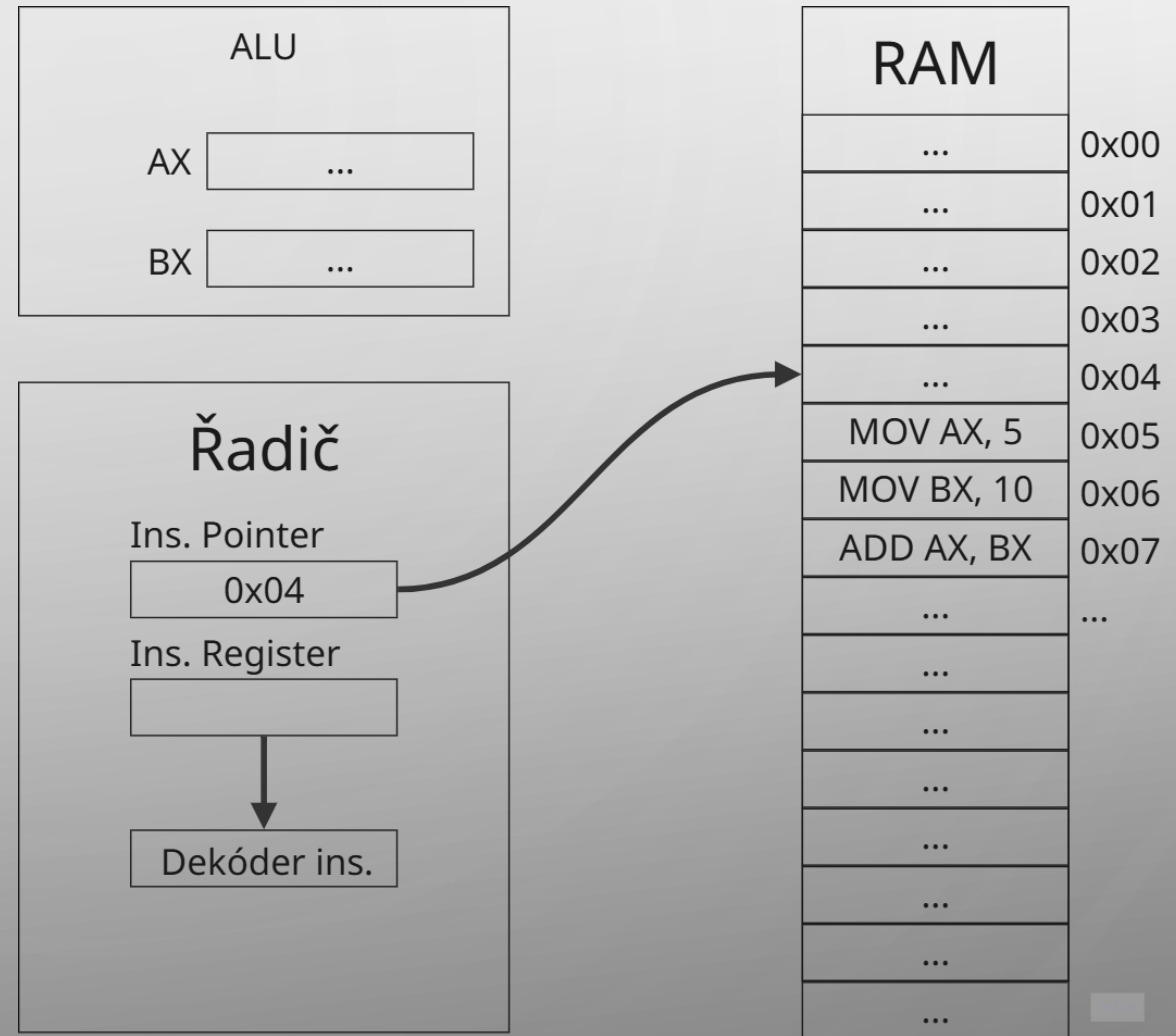 ALU
AX
...
BX
...
Řadič
Ins. Pointer
0x04
Ins. Register
Dekóder ins.
RAM
... 0x00
... 0x01
... 0x02
... 0x03
... 0x04
MOV AX, 5 0x05
MOV BX, 10 0x06
ADD AX, BX 0x07
... ...
...
...
...
...
...
...
...